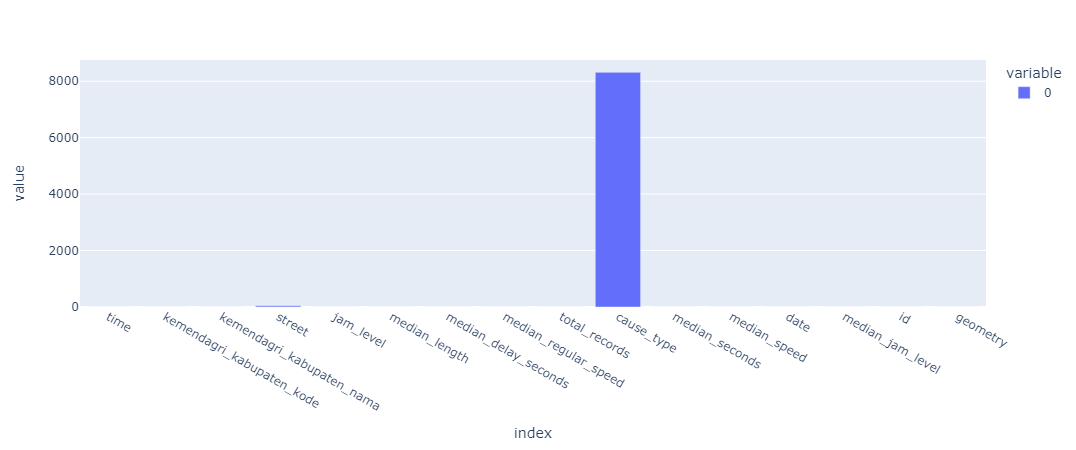 variable
0
8000
6000
4000
2000
0
value
time
kemendagri_kabupaten_kode
kemendagri_kabupaten_nama
street
jam_level
median_length
median_delay_seconds
median_regular_speed
total_records
cause_type
median_seconds
median_speed
date
median_jam_level
id
geometry
index